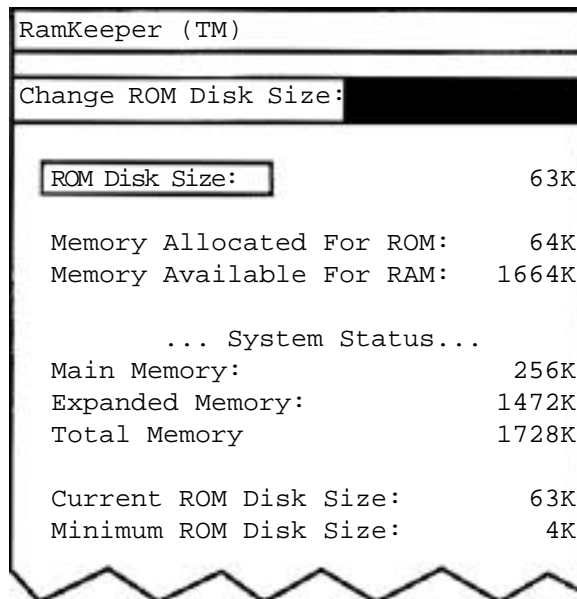 RamKeeper (TM)
Change ROM Disk Size:
ROM Disk Size: 63K
Memory Allocated For ROM: 64K
Memory Available For RAM: 1664K
... System Status...
Main Memory: 256K
Expanded Memory: 1472K
Total Memory 1728K
Current ROM Disk Size: 63K
Minimum ROM Disk Size: 4K